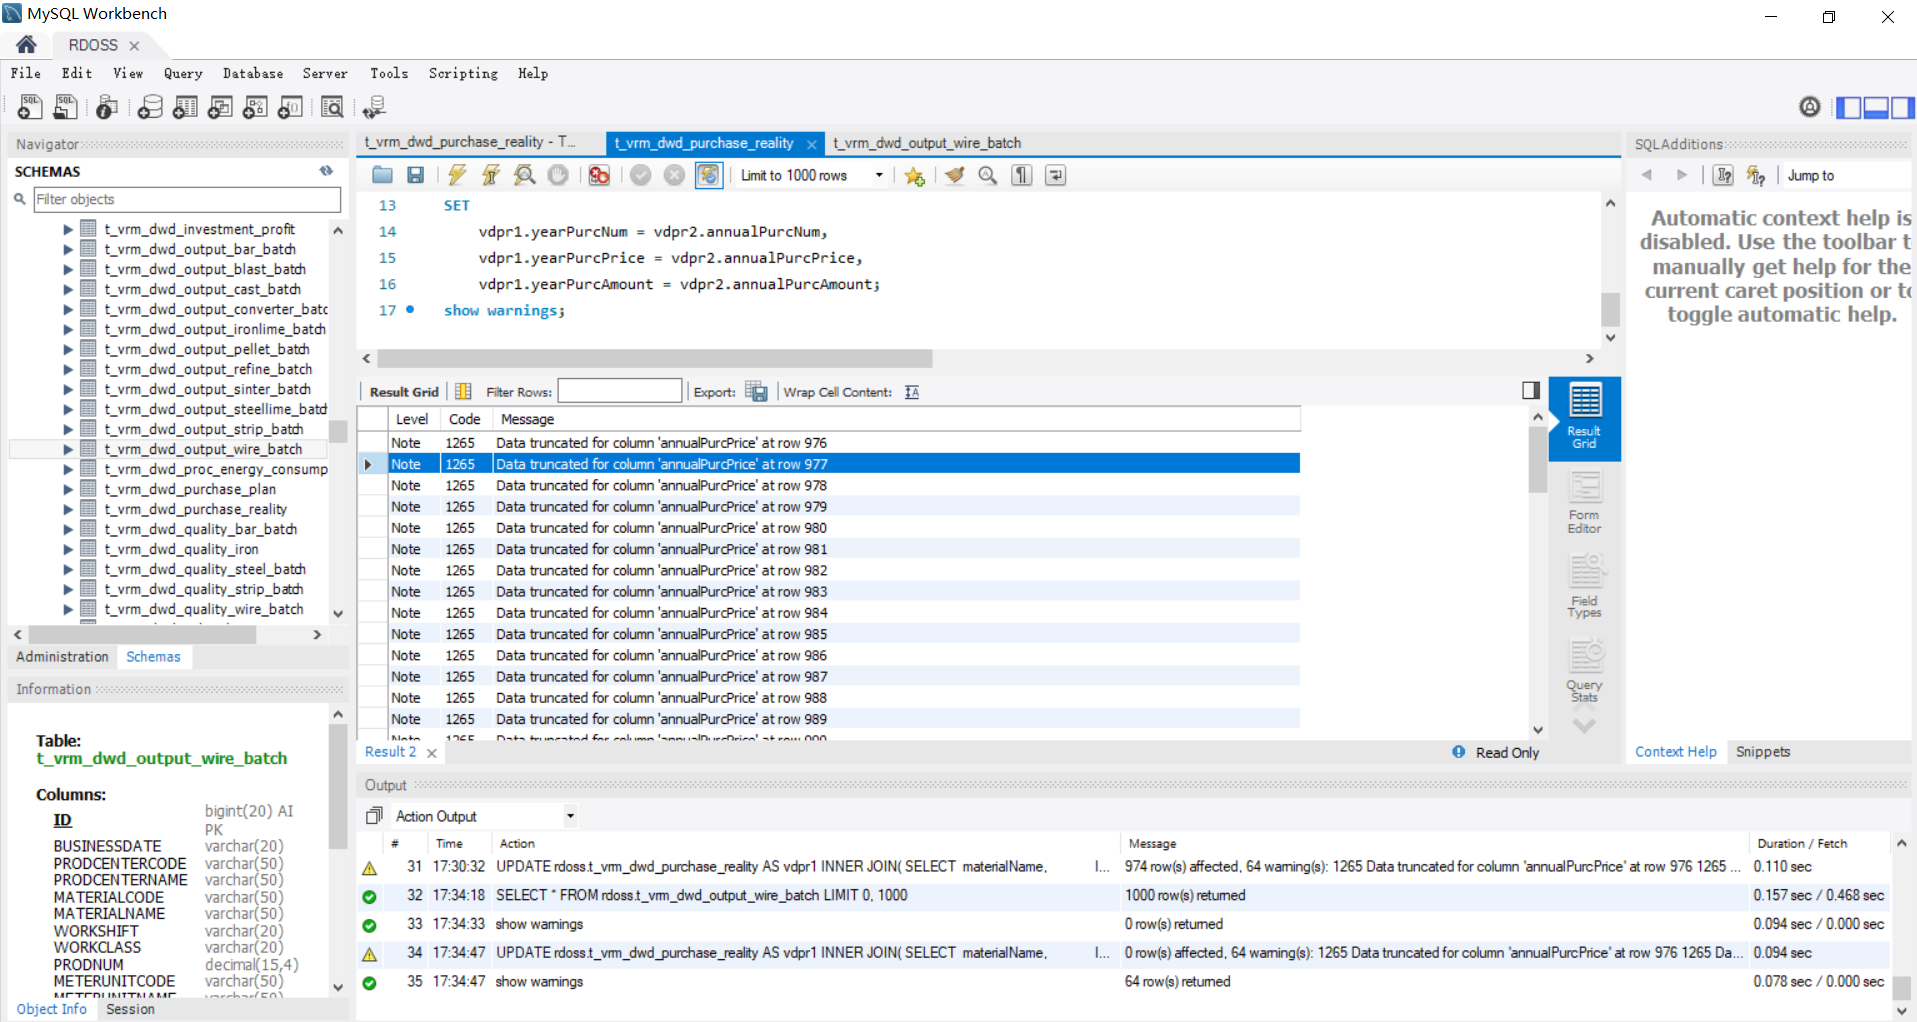 MySQL Workbench
RDOSS
File Edit View Query Database Server Tools Scripting Help
Navigator
SCHEMAS
Filter objects
t_vrm_dwd_investment_profit
t_vrm_dwd_output_bar_batch
t_vrm_dwd_output_blast_batch
t_vrm_dwd_output_cast_batch
t_vrm_dwd_output_converter_batc
t_vrm_dwd_output_ironlime_batch
t_vrm_dwd_output_pellet_batch
t_vrm_dwd_output_refine_batch
t_vrm_dwd_output_sinter_batch
t_vrm_dwd_output_steellime_batch
t_vrm_dwd_output_strip_batch
t_vrm_dwd_output_wire_batch
t_vrm_dwd_proc_energy_consump
t_vrm_dwd_purchase_plan
t_vrm_dwd_purchase_reality
t_vrm_dwd_quality_bar_batch
t_vrm_dwd_quality_iron
t_vrm_dwd_quality_steel_batch
t_vrm_dwd_quality_strip_batch
t_vrm_dwd_quality_wire_batch
Administration Schemas
Information
Table:
t_vrm_dwd_output_wire_batch
Columns:
ID bigint(20) AI
PK
BUSINESSDATE varchar(20)
PRODCENTERCODE varchar(50)
PRODCENTERNAME varchar(50)
MATERIALCODE varchar(50)
MATERIALNAME varchar(50)
WORKSHIFT varchar(20)
WORKCLASS varchar(20)
PRODNUM decimal(15,4)
METERUNITCODE varchar(50)
METERUNITNAME varchar(50)
Object Info Session
t_vrm_dwd_purchase_reality - T... t_vrm_dwd_purchase_reality t_vrm_dwd_output_wire_batch
Limit to 1000 rows
13 SET
14 vdpr1.yearPurcNum = vdpr2.annualPurcNum,
15 vdpr1.yearPurcPrice = vdpr2.annualPurcPrice,
16 vdpr1.yearPurcAmount = vdpr2.annualPurcAmount;
17 show warnings;
Result Grid Filter Rows: Export: Wrap Cell Content:
Level Code Message
Note 1265 Data truncated for column 'annualPurcPrice' at row 976
Note 1265 Data truncated for column 'annualPurcPrice' at row 977
Note 1265 Data truncated for column 'annualPurcPrice' at row 978
Note 1265 Data truncated for column 'annualPurcPrice' at row 979
Note 1265 Data truncated for column 'annualPurcPrice' at row 980
Note 1265 Data truncated for column 'annualPurcPrice' at row 981
Note 1265 Data truncated for column 'annualPurcPrice' at row 982
Note 1265 Data truncated for column 'annualPurcPrice' at row 983
Note 1265 Data truncated for column 'annualPurcPrice' at row 984
Note 1265 Data truncated for column 'annualPurcPrice' at row 985
Note 1265 Data truncated for column 'annualPurcPrice' at row 986
Note 1265 Data truncated for column 'annualPurcPrice' at row 987
Note 1265 Data truncated for column 'annualPurcPrice' at row 988
Note 1265 Data truncated for column 'annualPurcPrice' at row 989
Note 1265 Data truncated for column 'annualPurcPrice' at row 990
Result 2
Read Only
Result
Grid
Form
Editor
Field
Types
Query
Stats
SQLAdditions
Jump to
Automatic context help is
disabled. Use the toolbar t
manually get help for the
current caret position or to
toggle automatic help.
Context Help Snippets
Output
Action Output
# Time Action Message Duration / Fetch
31 17:30:32 UPDATE rdoss.t_vrm_dwd_purchase_reality AS vdpr1 INNER JOIN( SELECT materialName, I... 974 row(s) affected, 64 warning(s): 1265 Data truncated for column 'annualPurcPrice' at row 976 1265 ... 0.110 sec
32 17:34:18 SELECT * FROM rdoss.t_vrm_dwd_output_wire_batch LIMIT 0, 1000 1000 row(s) returned 0.157 sec / 0.468 sec
33 17:34:33 show warnings 0 row(s) returned 0.094 sec / 0.000 sec
34 17:34:47 UPDATE rdoss.t_vrm_dwd_purchase_reality AS vdpr1 INNER JOIN( SELECT materialName, I... 0 row(s) affected, 64 warning(s): 1265 Data truncated for column 'annualPurcPrice' at row 976 1265 Da... 0.094 sec
35 17:34:47 show warnings 64 row(s) returned 0.078 sec / 0.000 sec